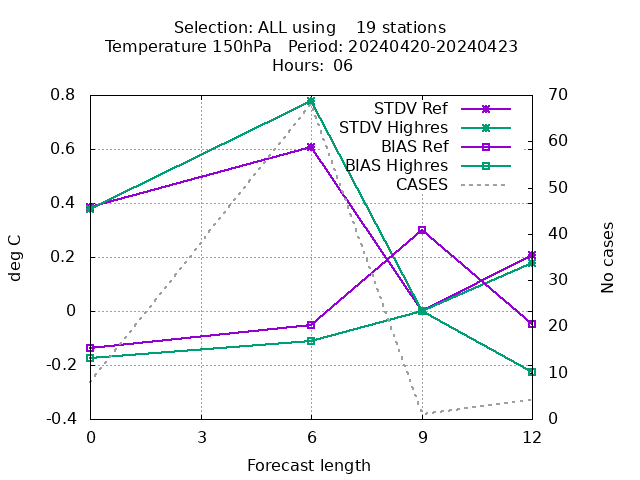 Selection: ALL using    19 stations
Temperature 150hPa   Period: 20240420-20240423
Hours:  06
0.8
0.6
0.4
0.2
0
-0.2
-0.4
deg C
STDV Ref
STDV Highres
BIAS Ref
BIAS Highres
CASES
70
60
50
40
30
20
10
0
No cases
0 3 6 9 12
Forecast length